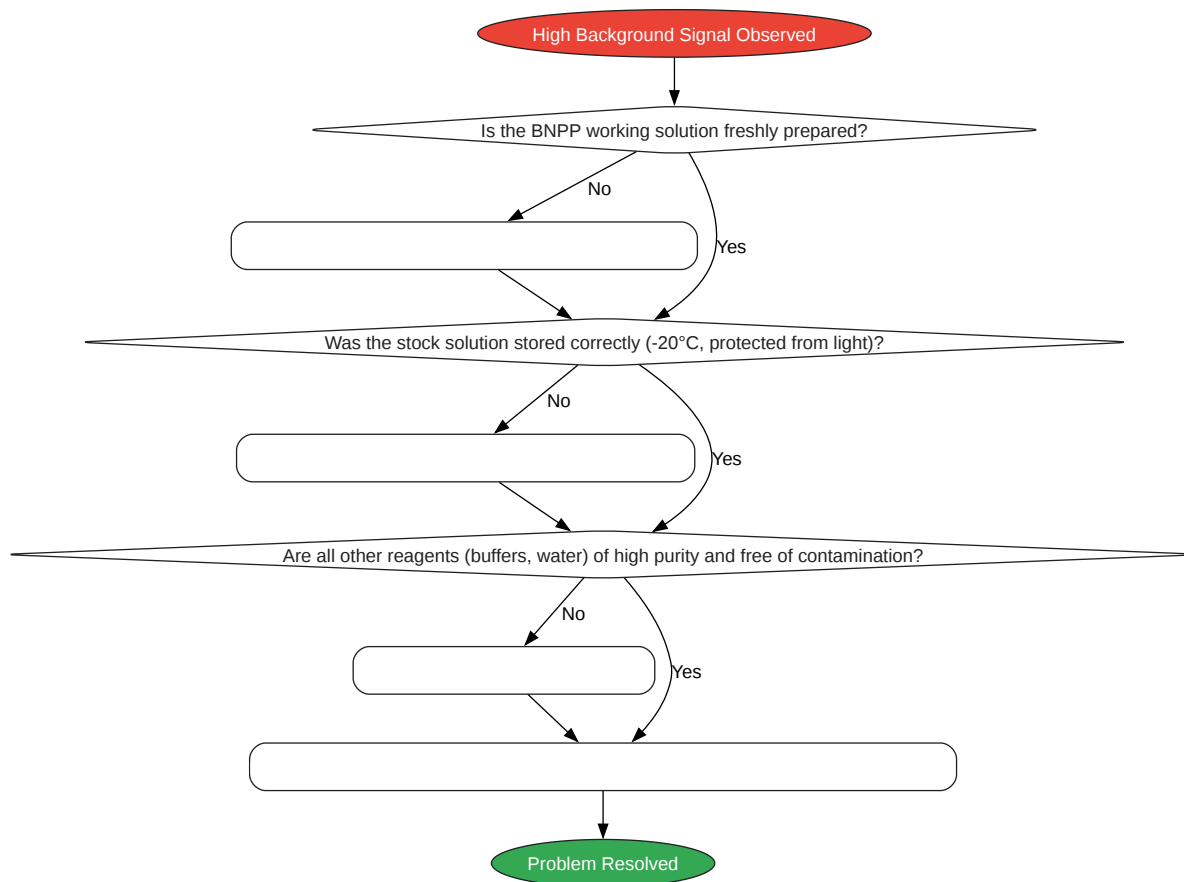 High Background Signal Observed
Is the BNPP working solution freshly prepared?
No
Yes
Was the stock solution stored correctly (-20°C, protected from light)?
No
Yes
Are all other reagents (buffers, water) of high purity and free of contamination?
No
Yes
Problem Resolved